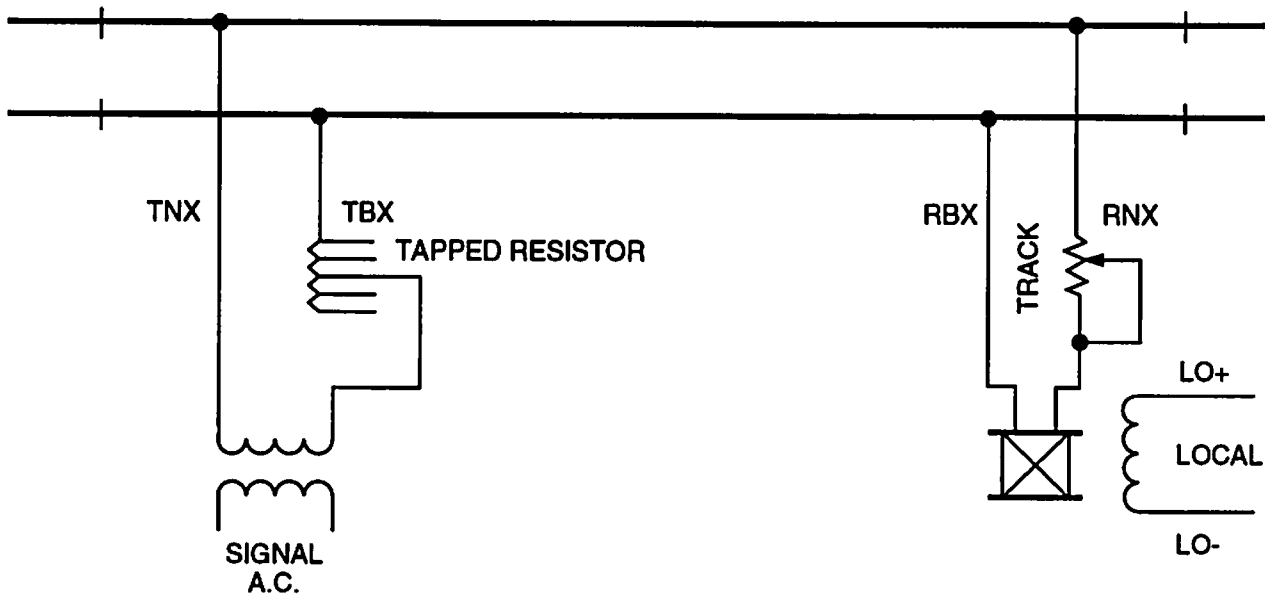 TNX
TBX
TAPPED RESISTOR
RBX
RNX
TRACK
LO+
LOCAL
LO-
SIGNAL
A.C.